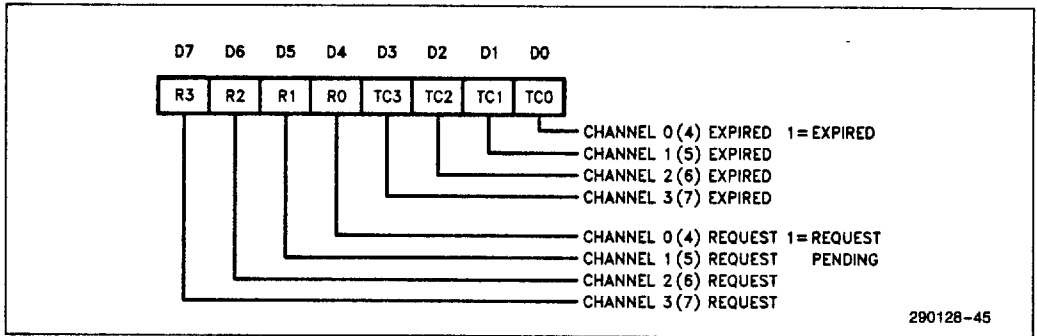 D7 D6 D5 D4 D3 D2 D1 D0
R3 R2 R1 R0 TC3 TC2 TC1 TC0
CHANNEL 0(4) EXPIRED 1=EXPIRED
CHANNEL 1(5) EXPIRED
CHANNEL 2(6) EXPIRED
CHANNEL 3(7) EXPIRED
CHANNEL 0(4) REQUEST 1=REQUEST
CHANNEL 1(5) REQUEST PENDING
CHANNEL 2(6) REQUEST
CHANNEL 3(7) REQUEST
290128-45